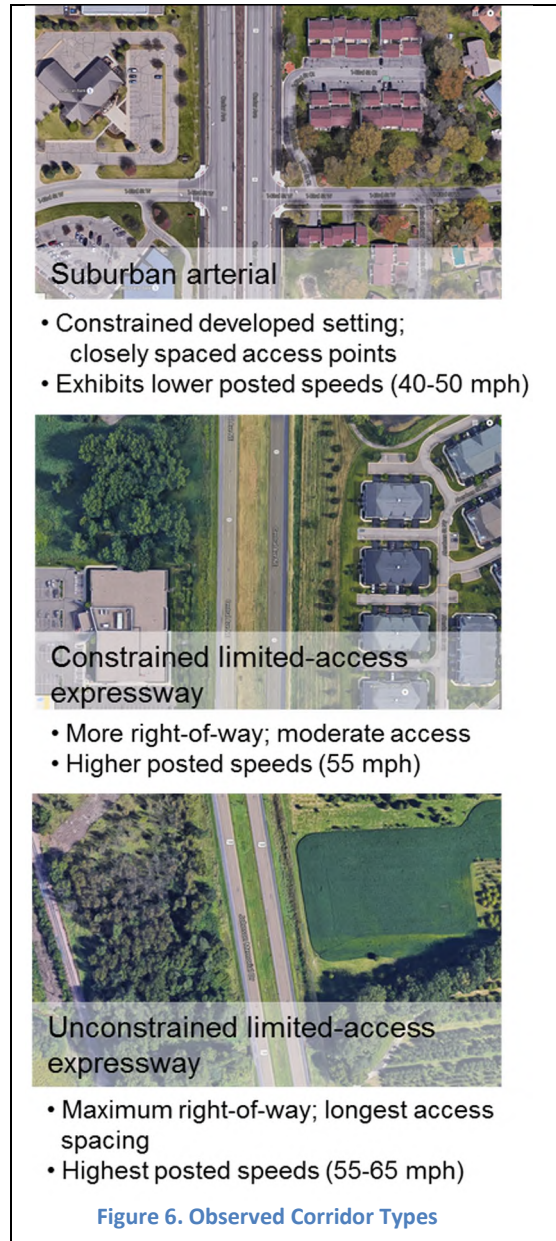 Suburban arterial
• Constrained developed setting;
closely spaced access points
• Exhibits lower posted speeds (40-50 mph)
Constrained limited-access
expressway
• More right-of-way; moderate access
• Higher posted speeds (55 mph)
Unconstrained limited-access
expressway
• Maximum right-of-way; longest access
spacing
• Highest posted speeds (55-65 mph)
Figure 6. Observed Corridor Types